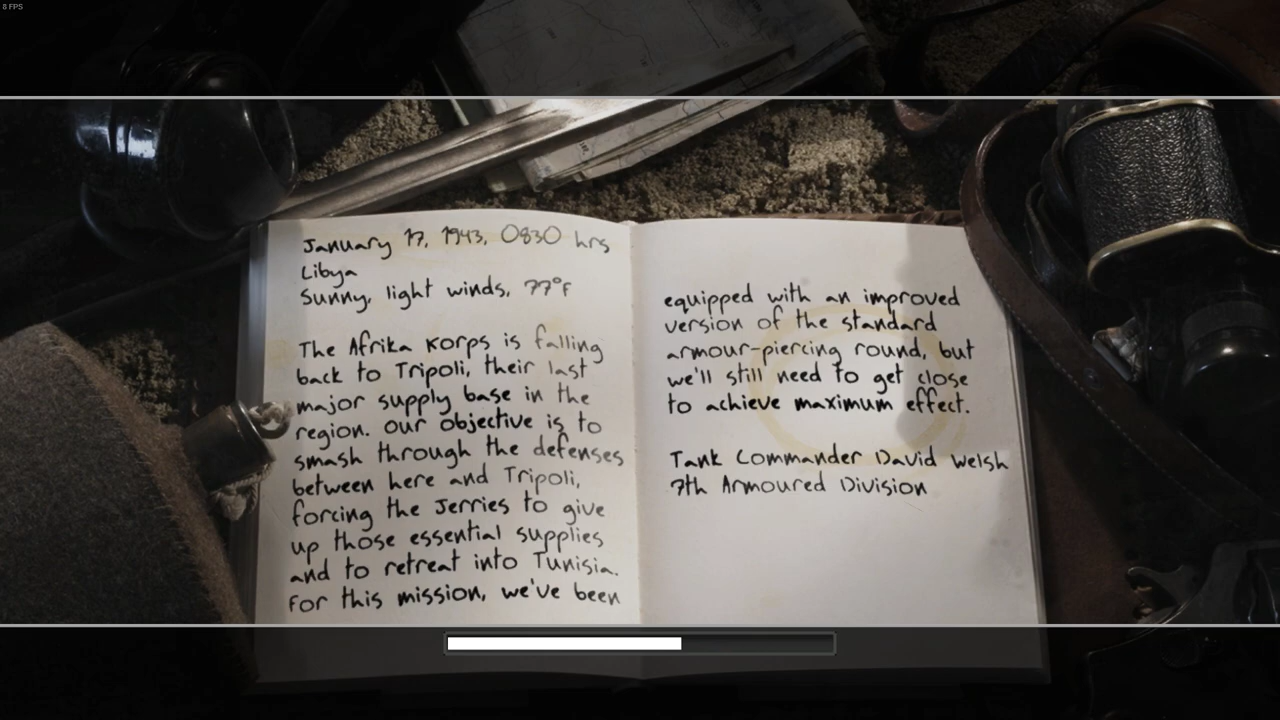 8 FPS
January 17, 1943, 0830 hrs
Libya
Sunny, light winds, 77°F
The Afrika Korps is falling
back to Tripoli, their last
major supply base in the
region. Our objective is to
smash through the defenses
between here and Tripoli,
forcing the Jerries to give
up those essential supplies
and to retreat into Tunisia.
For this mission, we've been
equipped with an improved
version of the standard
armour-piercing round, but
we'll still need to get close
to achieve maximum effect.
Tank Commander David Welsh
7th Armoured Division